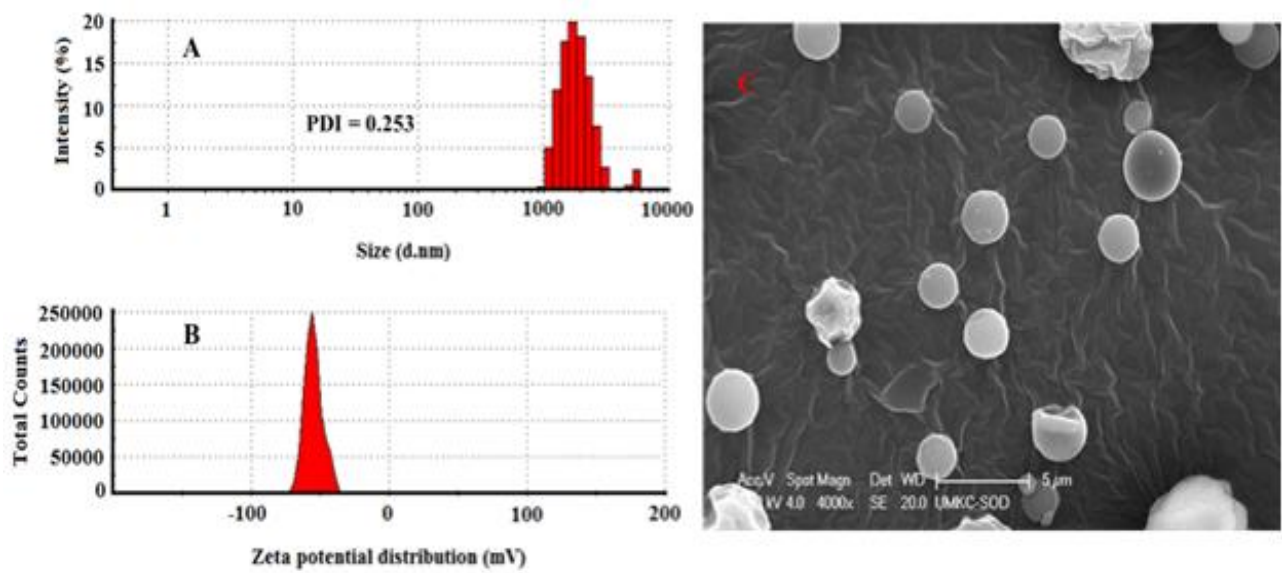 A
PDI = 0.253
Intensity (%)
20
15
10
5
0
1 10 100 1000 10000
Size (d.nm)
B
Total Counts
250000
200000
150000
100000
50000
0
-100 0 100 200
Zeta potential distribution (mV)
C
Acc.V Spot Magn Det WD 5 µm
kV 4.0 4000x SE 20.0 UMKC-SOD